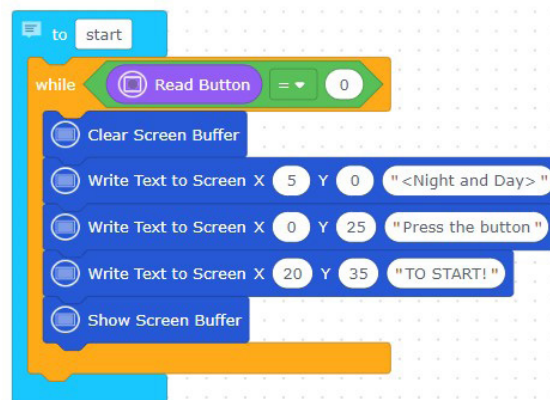 to start
while Read Button = 0
Clear Screen Buffer
Write Text to Screen X 5 Y 0 "<Night and Day>"
Write Text to Screen X 0 Y 25 "Press the button"
Write Text to Screen X 20 Y 35 "TO START!"
Show Screen Buffer